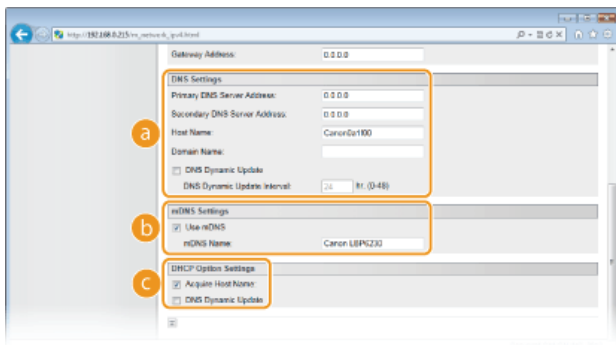 http://192.168.0.215/m_network_ipv4.html
Gateway Address: 0.0.0.0
DNS Settings
Primary DNS Server Address: 0.0.0.0
Secondary DNS Server Address: 0.0.0.0
a
Host Name: Canon0a1f00
Domain Name:
DNS Dynamic Update
DNS Dynamic Update Interval: 24 hr. (0-48)
mDNS Settings
b
Use mDNS
mDNS Name: Canon LBP6230
DHCP Option Settings
c
Acquire Host Name:
DNS Dynamic Update